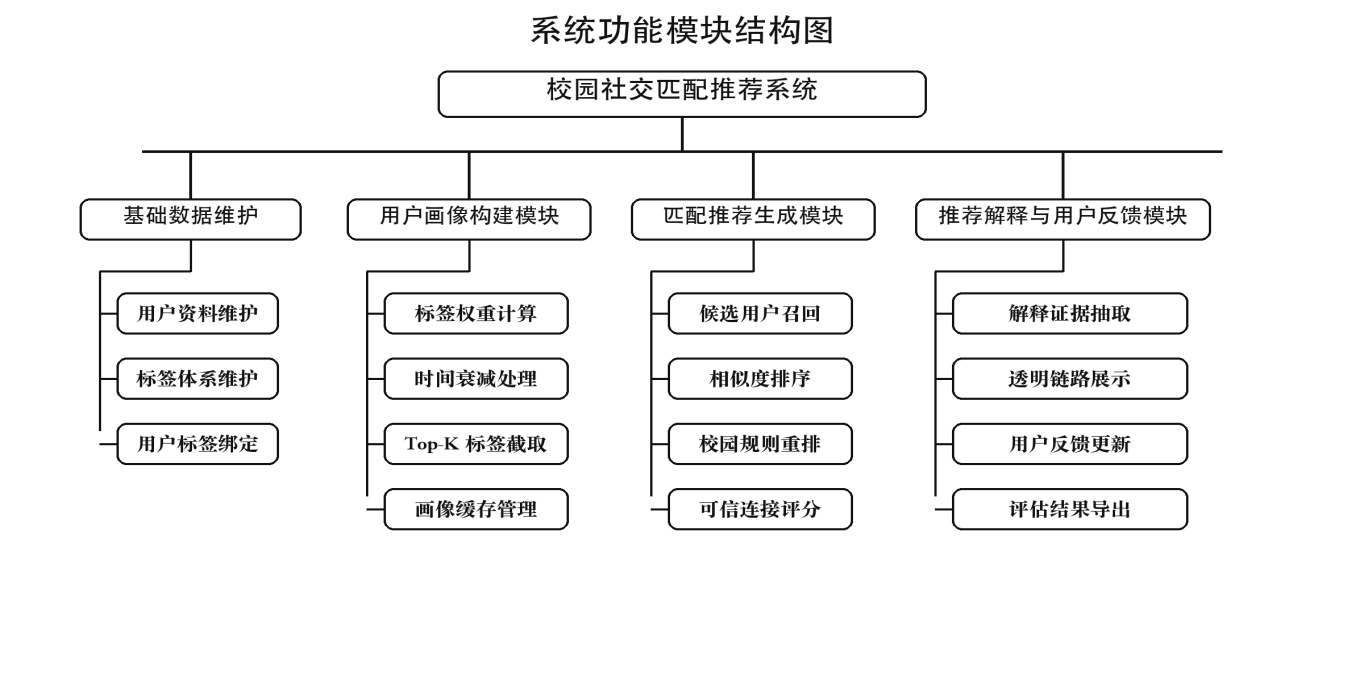 系统功能模块结构图
校园社交匹配推荐系统
基础数据维护
用户画像构建模块
匹配推荐生成模块
推荐解释与用户反馈模块
用户资料维护
标签权重计算
候选用户召回
解释证据抽取
标签体系维护
时间衰减处理
相似度排序
透明链路展示
用户标签绑定
Top-K 标签截取
校园规则重排
用户反馈更新
画像缓存管理
可信连接评分
评估结果导出